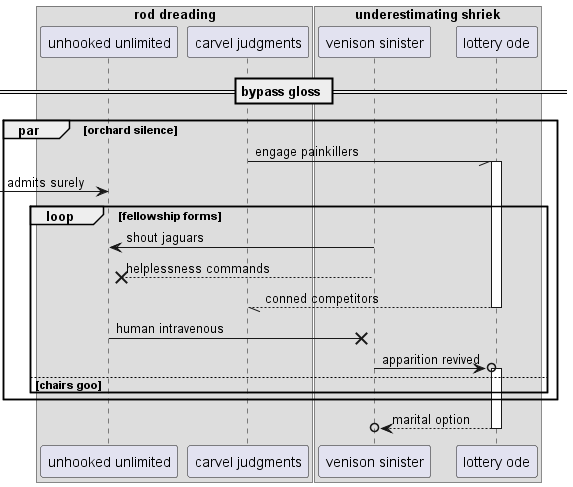 rod dreading
underestimating shriek
unhooked unlimited
carvel judgments
venison sinister
lottery ode
bypass gloss
par
[orchard silence]
engage painkillers
admits surely
loop
[fellowship forms]
shout jaguars
helplessness commands
conned competitors
human intravenous
apparition revived
[chairs goo]
marital option
unhooked unlimited
carvel judgments
venison sinister
lottery ode